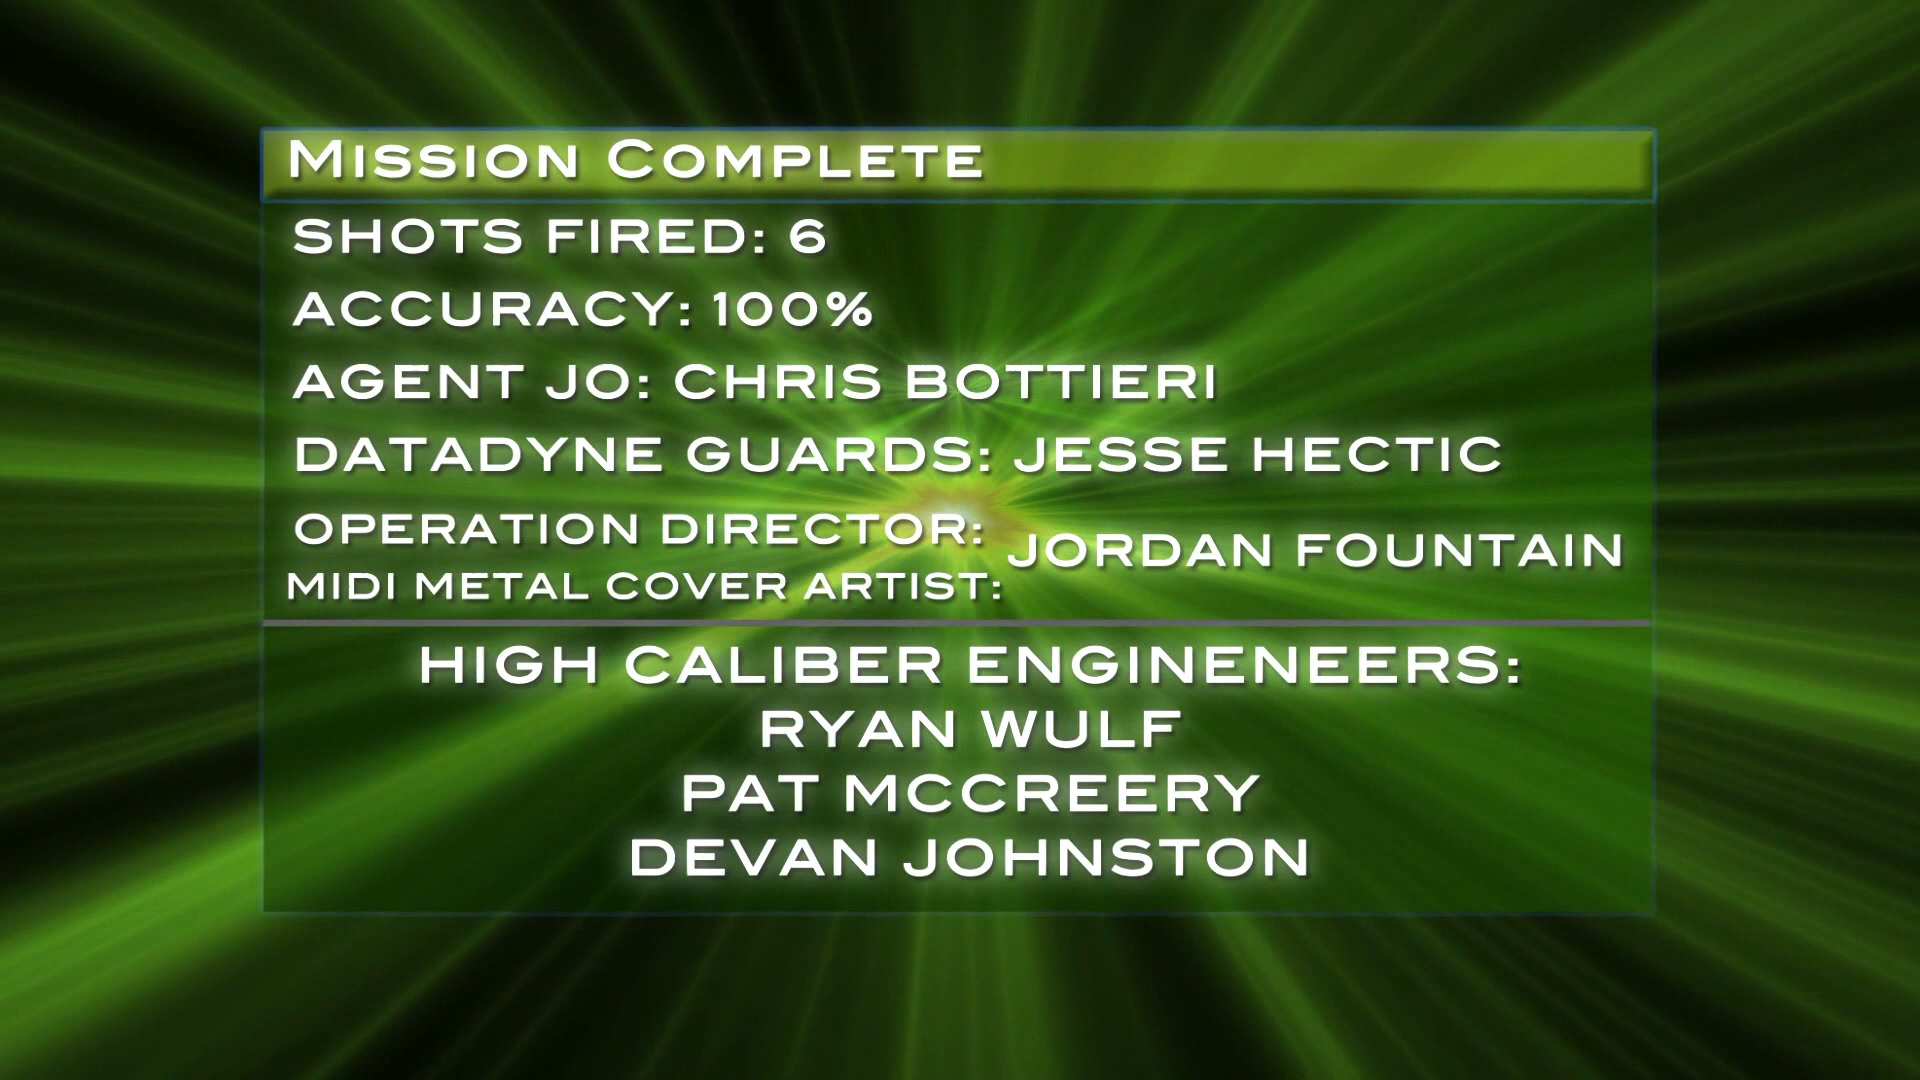 Mission Complete
SHOTS FIRED: 6
ACCURACY: 100%
AGENT JO: CHRIS BOTTIERI
DATADYNE GUARDS: JESSE HECTIC
OPERATION DIRECTOR:
MIDI METAL COVER ARTIST:
JORDAN FOUNTAIN
HIGH CALIBER ENGINENEERS:
RYAN WULF
PAT MCCREERY
DEVAN JOHNSTON